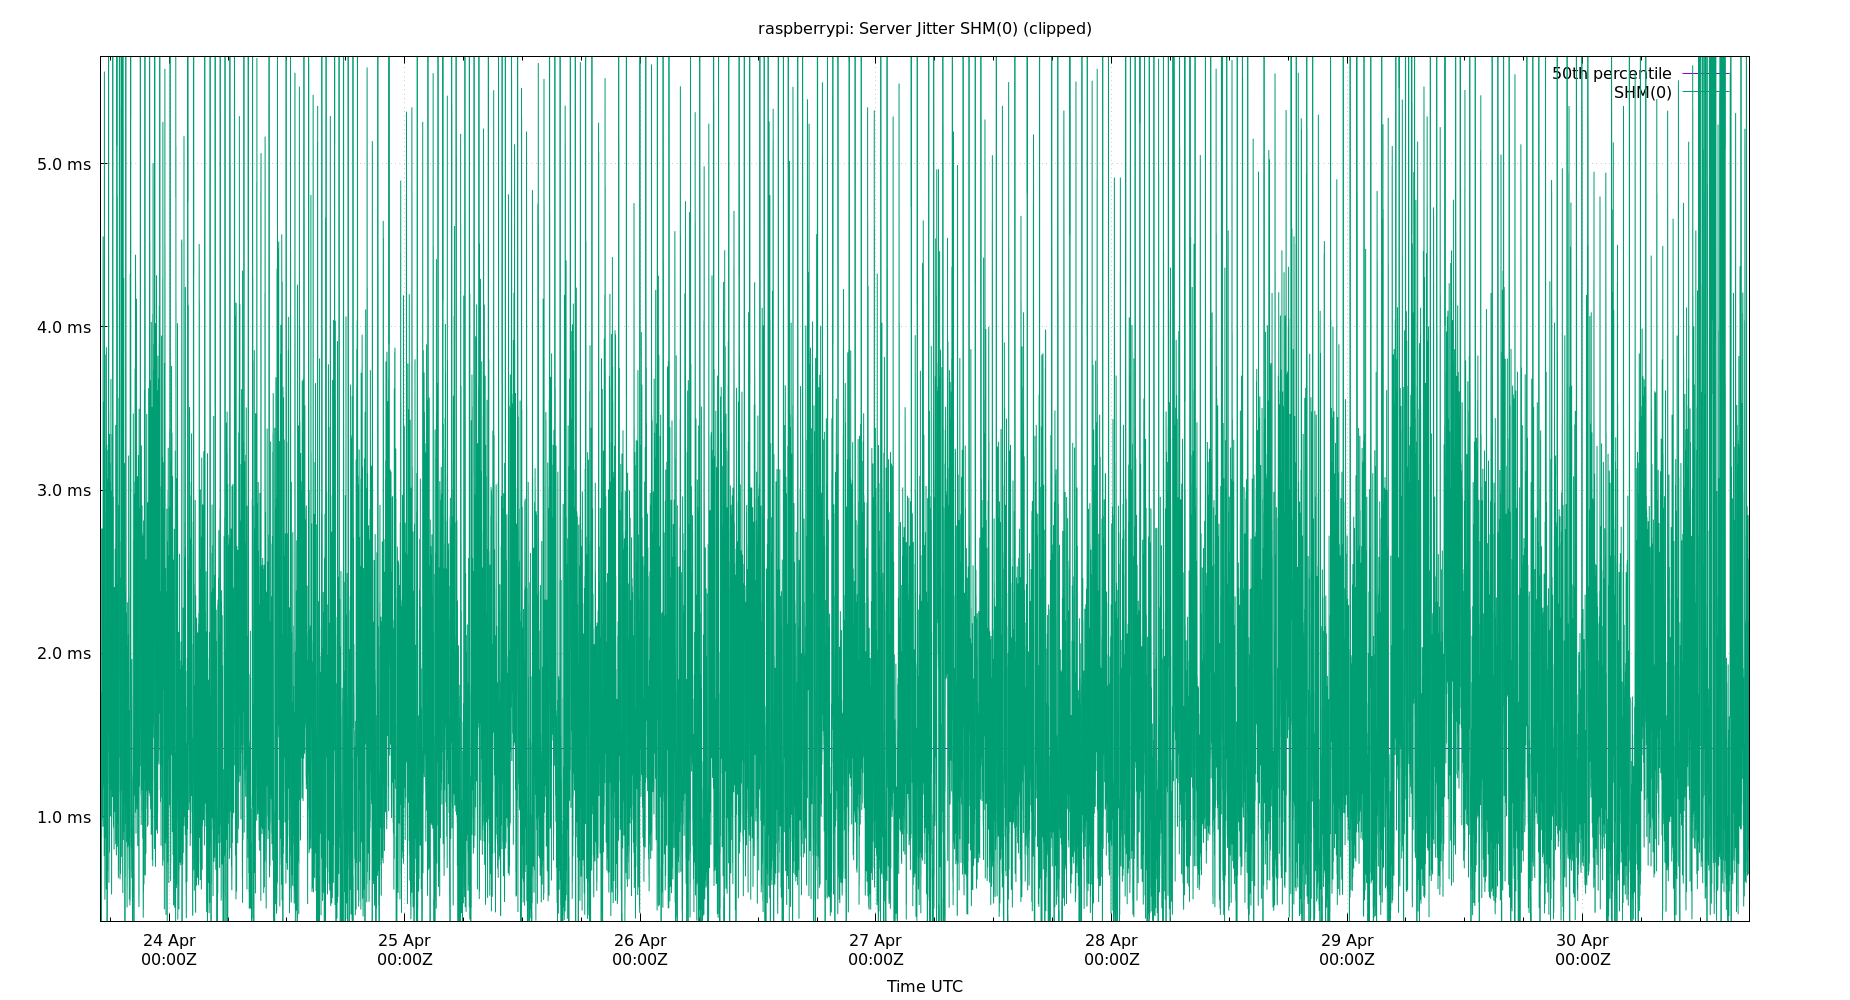 raspberrypi: Server Jitter SHM(0) (clipped)
50th percentile
SHM(0)
5.0 ms
4.0 ms
3.0 ms
2.0 ms
1.0 ms
24 Apr 25 Apr 26 Apr 27 Apr 28 Apr 29 Apr 30 Apr
00:00Z 00:00Z 00:00Z 00:00Z 00:00Z 00:00Z 00:00Z
Time UTC